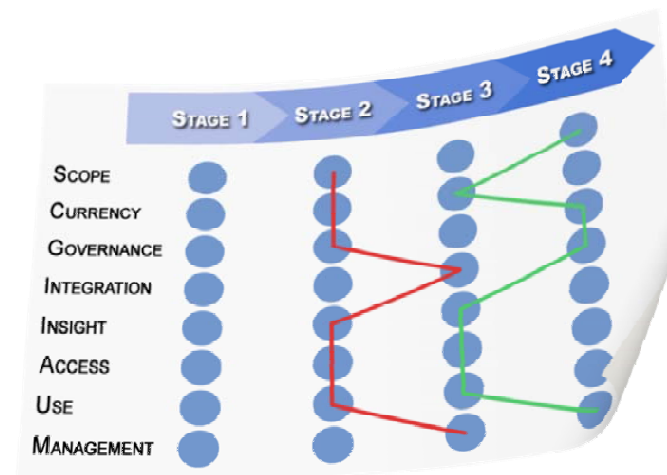 STAGE 1 STAGE 2 STAGE 3 STAGE 4
SCOPE
CURRENCY
GOVERNANCE
INTEGRATION
INSIGHT
ACCESS
USE
MANAGEMENT